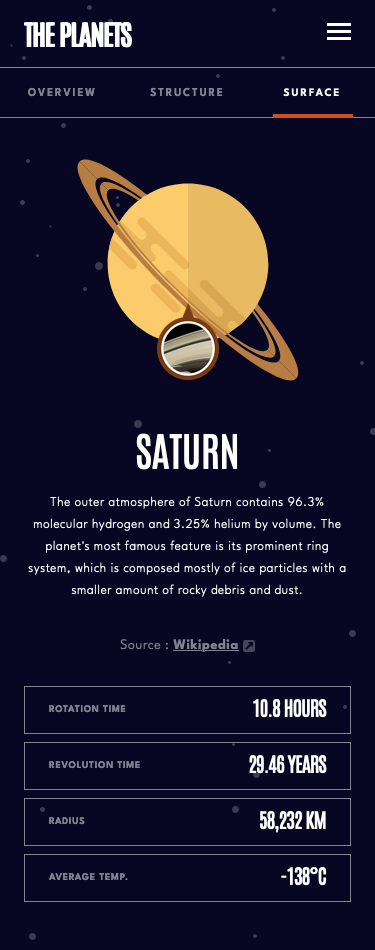 THE PLANETS
OVERVIEW STRUCTURE SURFACE
SATURN
The outer atmosphere of Saturn contains 96.3%
molecular hydrogen and 3.25% helium by volume. The
planet's most famous feature is its prominent ring
system, which is composed mostly of ice particles with a
smaller amount of rocky debris and dust.
Source : Wikipedia
ROTATION TIME 10.8 HOURS
REVOLUTION TIME 29.46 YEARS
RADIUS 58,232 KM
AVERAGE TEMP. -138°C